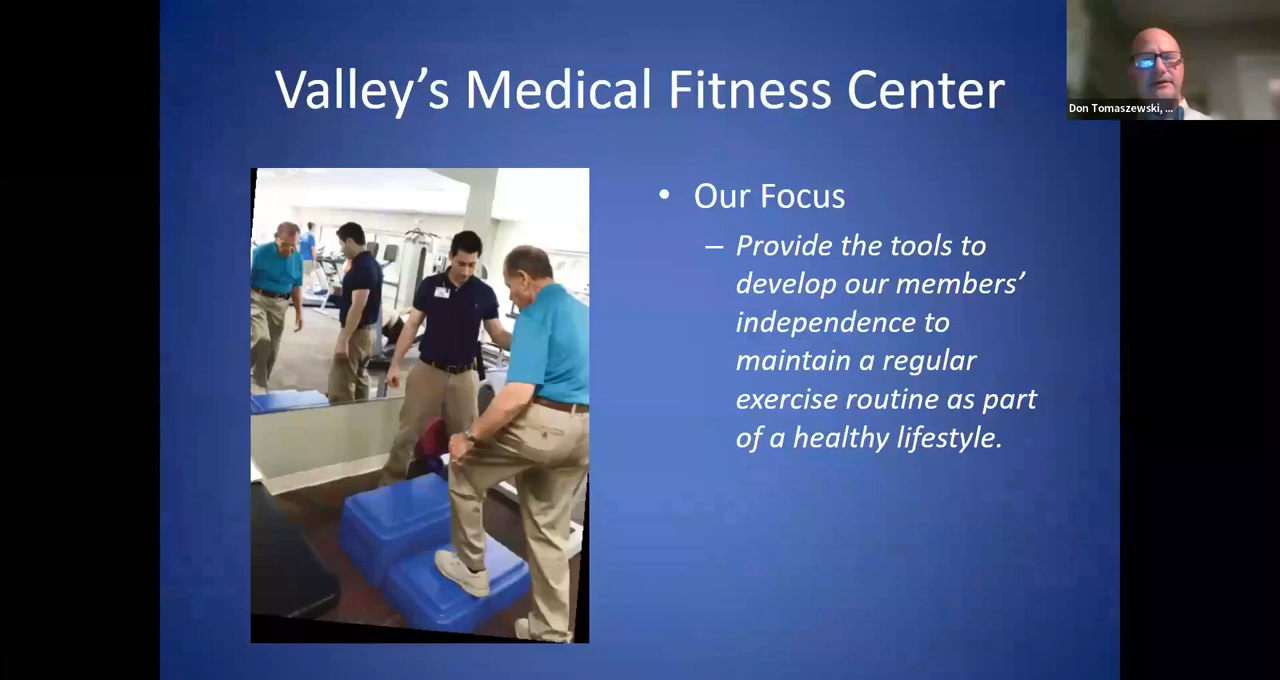 Valley’s Medical Fitness Center
Don Tomaszewski, ...
• Our Focus
– Provide the tools to
develop our members’
independence to
maintain a regular
exercise routine as part
of a healthy lifestyle.